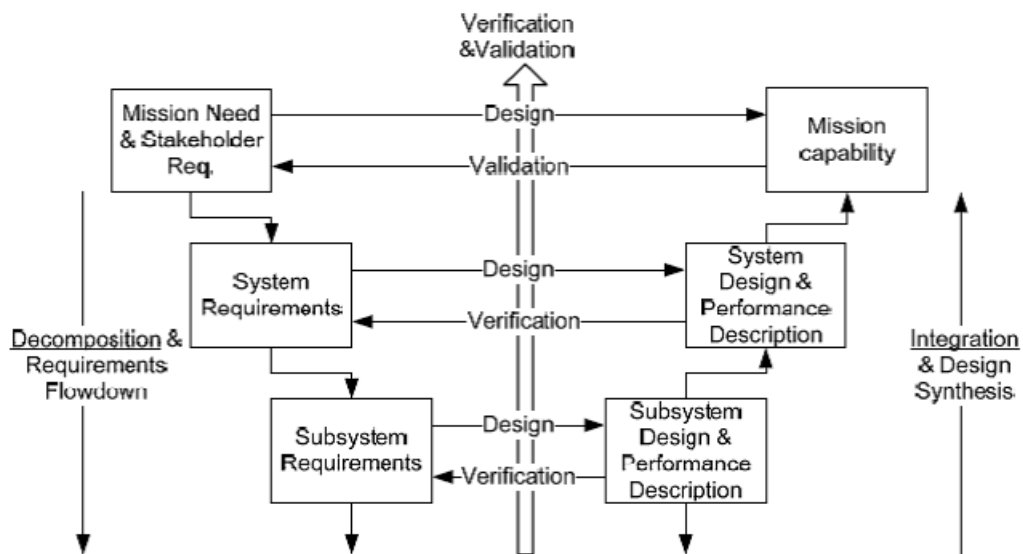 Verification
&Validation
Mission Need
& Stakeholder
Req.
Design
Mission
capability
Validation
System
Requirements
Design
System
Design &
Performance
Description
Verification
Decomposition &
Requirements
Flowdown
Integration
& Design
Synthesis
Subsystem
Requirements
Design
Subsystem
Design &
Performance
Description
Verification